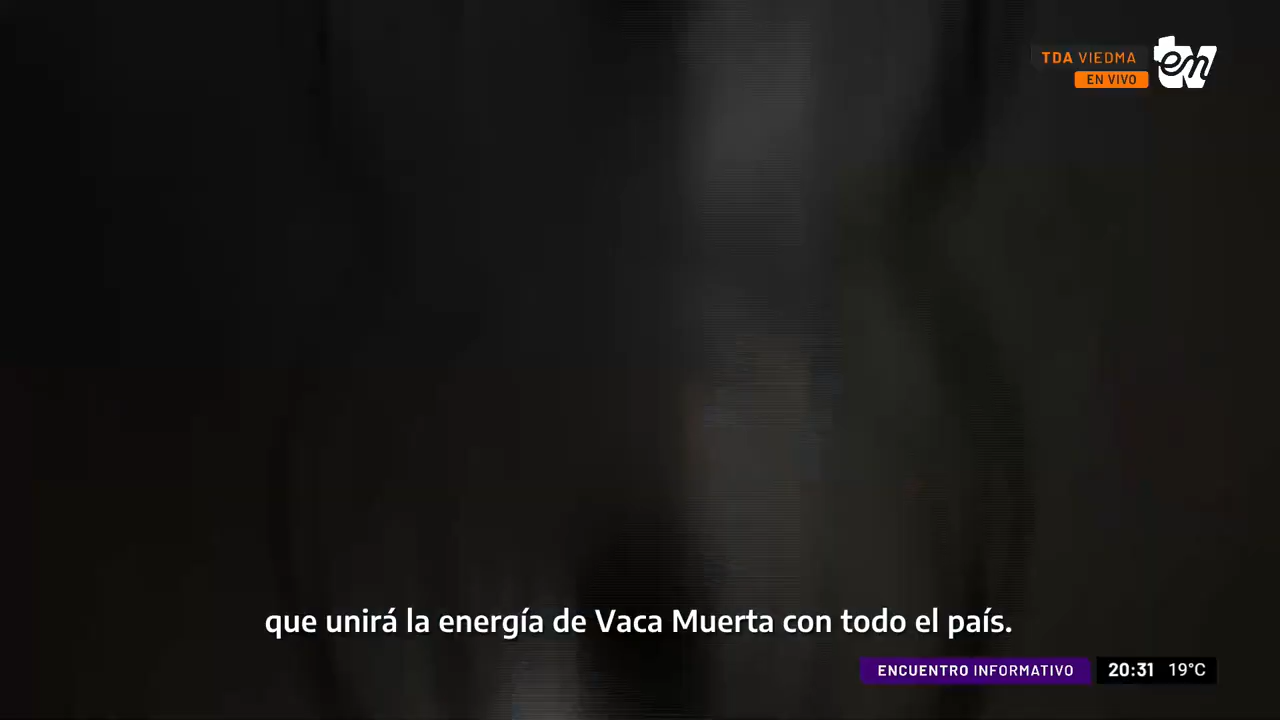 TDA VIEDMA
EN VIVO
en
que unirá la energía de Vaca Muerta con todo el país.
ENCUENTRO INFORMATIVO
20:31 19°C